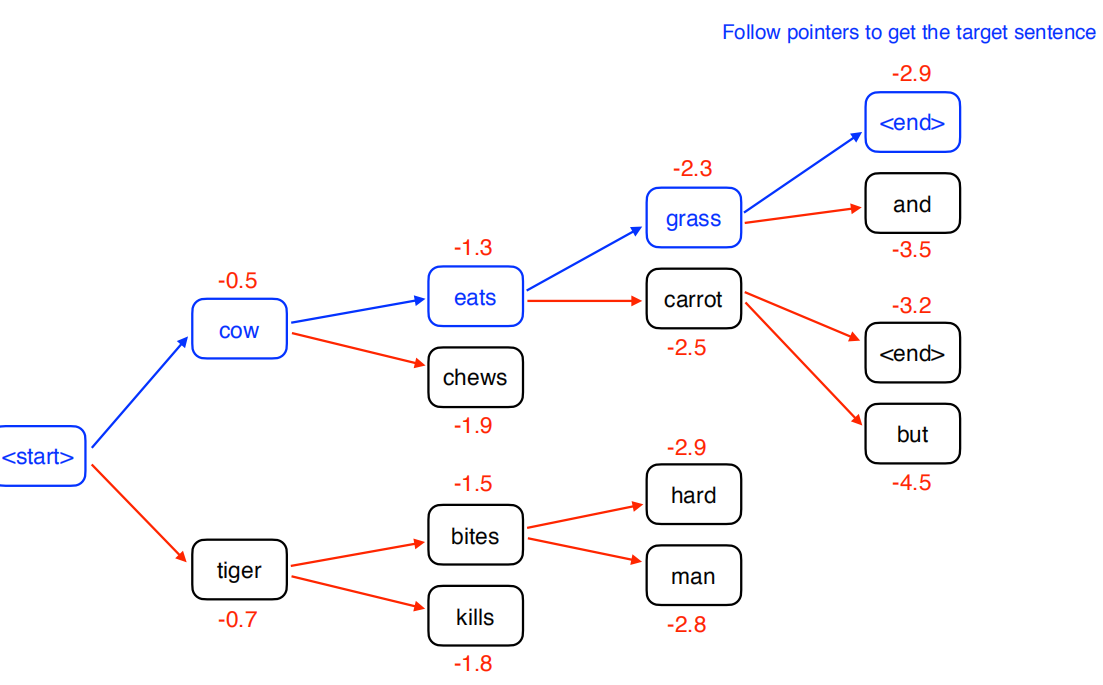 Follow pointers to get the target sentence
-2.9
<end>
-2.3
and
grass
-3.5
-1.3
-0.5
eats
carrot
-3.2
cow
-2.5
<end>
chews
-1.9
but
<start>
-2.9
-4.5
-1.5
hard
bites
tiger
man
-0.7
kills
-2.8
-1.8